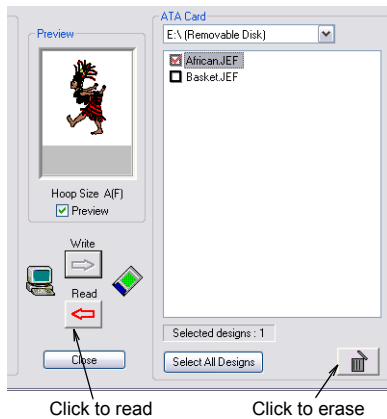 Preview
Hoop Size A(F)
Preview
Write
Read
Close
ATA Card
E:\ (Removable Disk)
African.JEF
Basket.JEF
Selected designs : 1
Select All Designs
Click to read
Click to erase